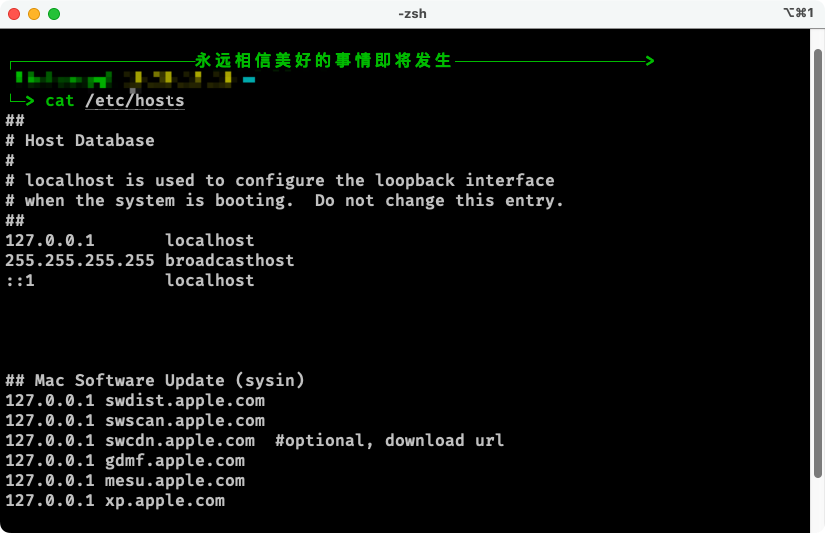 -zsh
⌥⌘1
永远相信美好的事情即将发生
cat /etc/hosts
##
# Host Database
#
# localhost is used to configure the loopback interface
# when the system is booting.  Do not change this entry.
##
127.0.0.1       localhost
255.255.255.255 broadcasthost
::1             localhost
## Mac Software Update (sysin)
127.0.0.1 swdist.apple.com
127.0.0.1 swscan.apple.com
127.0.0.1 swcdn.apple.com  #optional, download url
127.0.0.1 gdmf.apple.com
127.0.0.1 mesu.apple.com
127.0.0.1 xp.apple.com